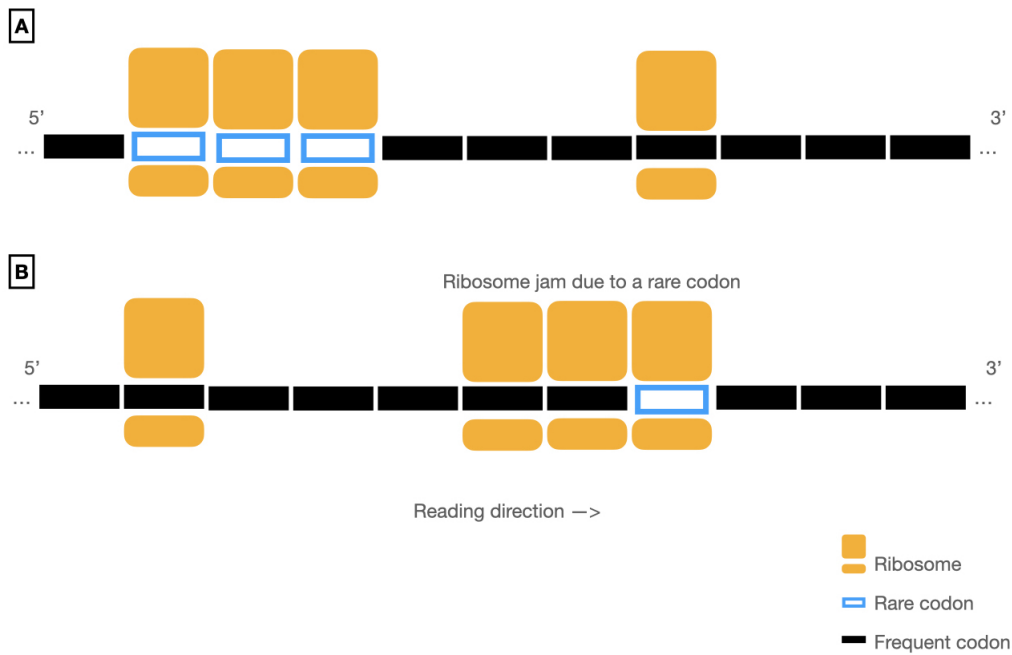 A
5’
3’
...
...
B
Ribosome jam due to a rare codon
5’
3’
...
...
Reading direction —>
Ribosome
Rare codon
Frequent codon